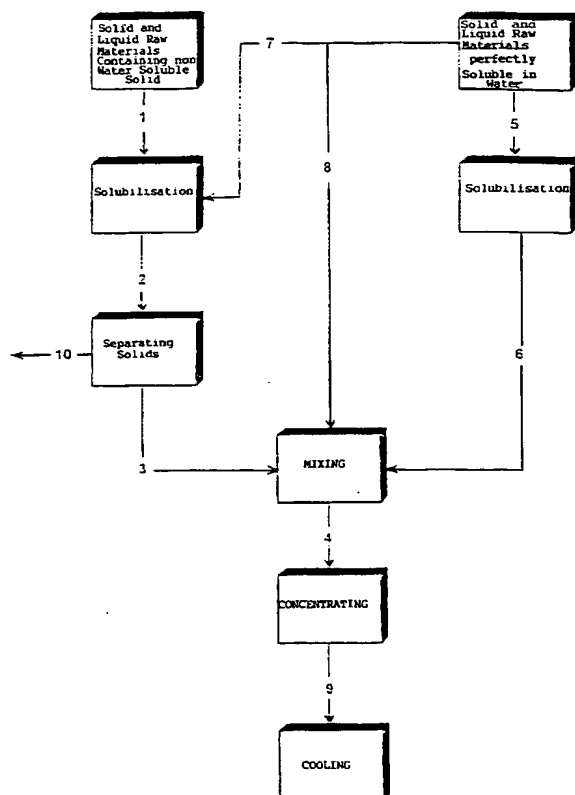 Solid and
Liquid Raw
Materials
Containing non
Water Soluble
Solid
7
Solid and
Liquid Raw
Materials
perfectly
Soluble in
Water
1
5
8
Solubilisation
Solubilisation
2
Separating
Solids
10
6
3
MIXING
4
CONCENTRATING
9
COOLING